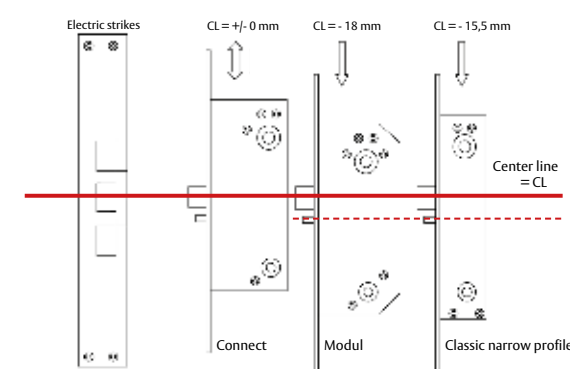 Electric strikes
CL = +/- 0 mm
CL = - 18 mm
CL = - 15,5 mm
Center line
= CL
Connect
Modul
Classic narrow profile